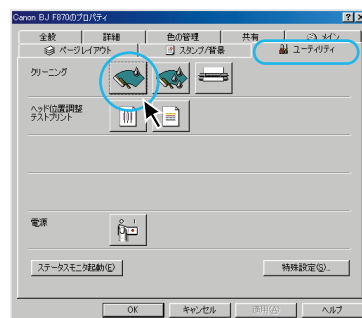 Canon BJ F870のプロパティ
全般 詳細 色の管理 共有 メイン
ページレイアウト スタンプ/背景 ユーティリティ
クリーニング
ヘッド位置調整
テストプリント
電源
ステータスモニタ起動(E) 特殊設定(S)...
OK キャンセル 適用(A) ヘルプ